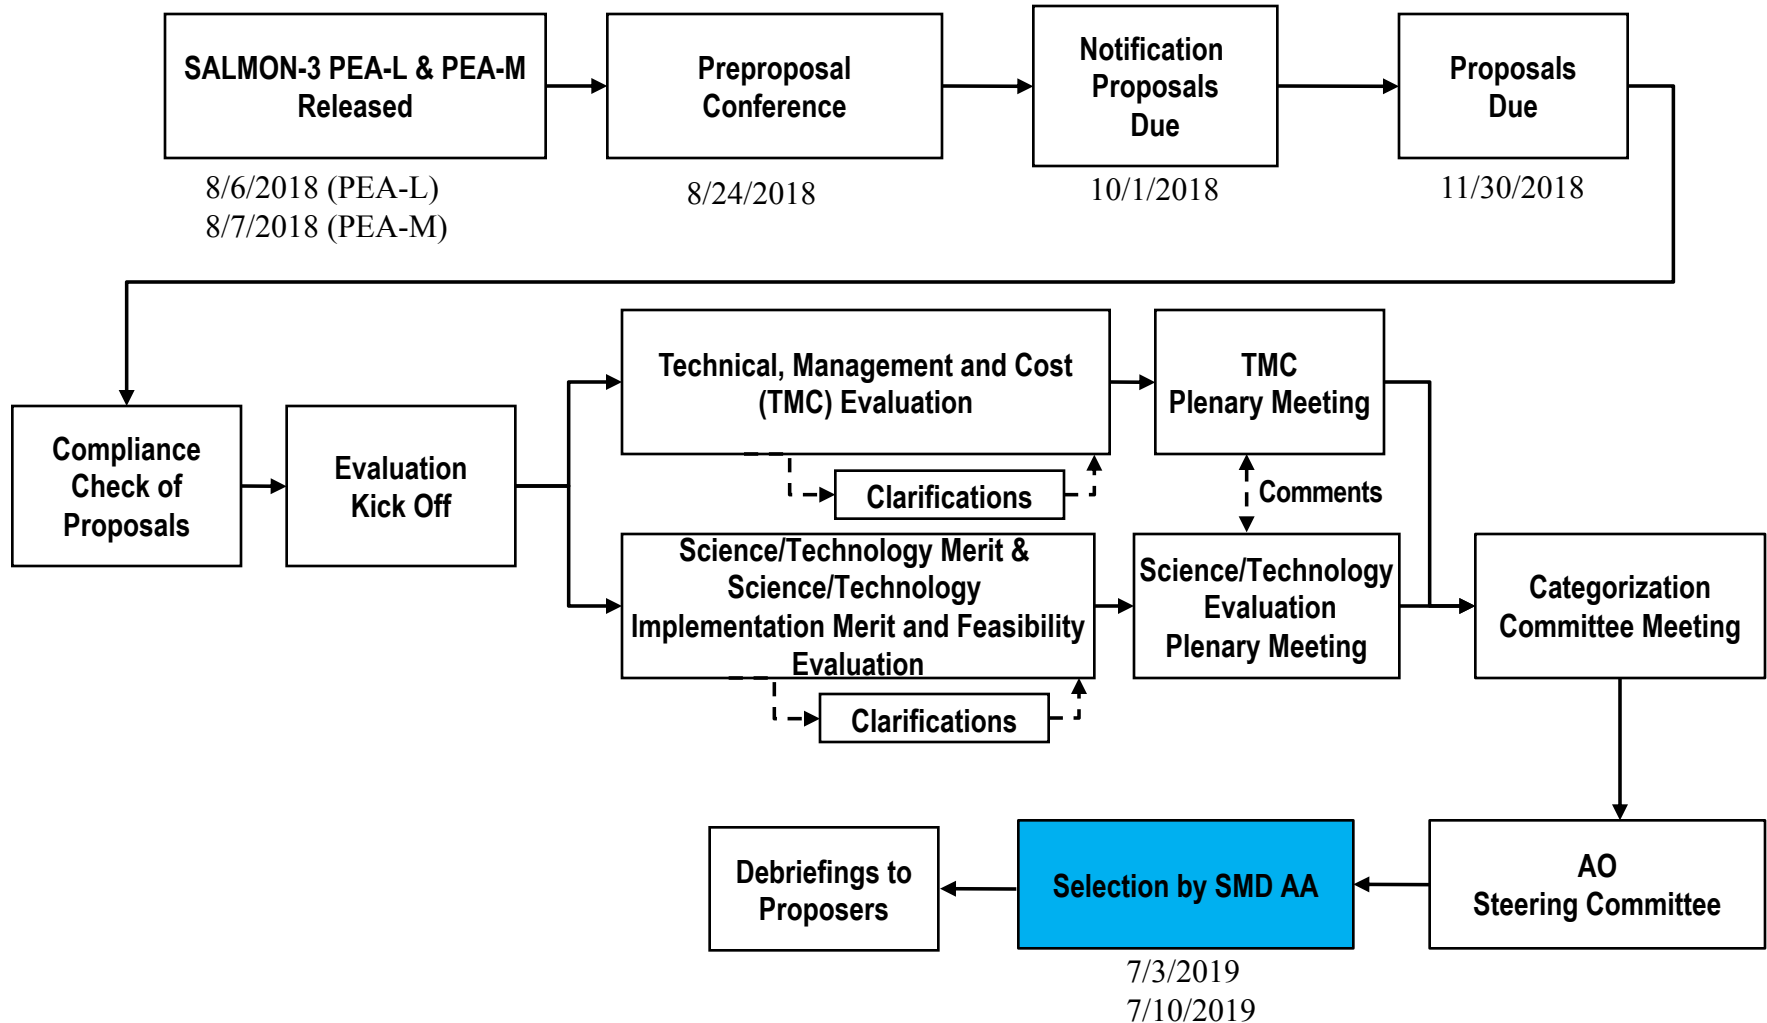 SALMON-3 PEA-L & PEA-M
Released
8/6/2018 (PEA-L)
8/7/2018 (PEA-M)
Preproposal
Conference
8/24/2018
Notification
Proposals
Due
10/1/2018
Proposals
Due
11/30/2018
Compliance
Check of
Proposals
Evaluation
Kick Off
Technical, Management and Cost
(TMC) Evaluation
Clarifications
TMC
Plenary Meeting
Comments
Science/Technology Merit &
Science/Technology
Implementation Merit and Feasibility
Evaluation
Clarifications
Science/Technology
Evaluation
Plenary Meeting
Categorization
Committee Meeting
AO
Steering Committee
Selection by SMD AA
7/3/2019
7/10/2019
Debriefings to
Proposers